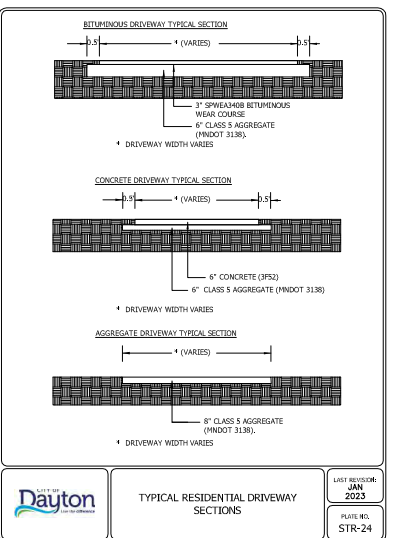 BITUMINOUS DRIVEWAY TYPICAL SECTION
0.5' * (VARIES) 0.5'
3" SPWEA340B BITUMINOUS
WEAR COURSE
6" CLASS 5 AGGREGATE
(MNDOT 3138).
* DRIVEWAY WIDTH VARIES
CONCRETE DRIVEWAY TYPICAL SECTION
0.5' * (VARIES) 0.5'
6" CONCRETE (3F52)
6" CLASS 5 AGGREGATE (MNDOT 3138)
* DRIVEWAY WIDTH VARIES
AGGREGATE DRIVEWAY TYPICAL SECTION
* (VARIES)
8" CLASS 5 AGGREGATE
(MNDOT 3138).
* DRIVEWAY WIDTH VARIES
CITY OF
Dayton
TYPICAL RESIDENTIAL DRIVEWAY
SECTIONS
LAST REVISION:
JAN
2023
PLATE NO.
STR-24